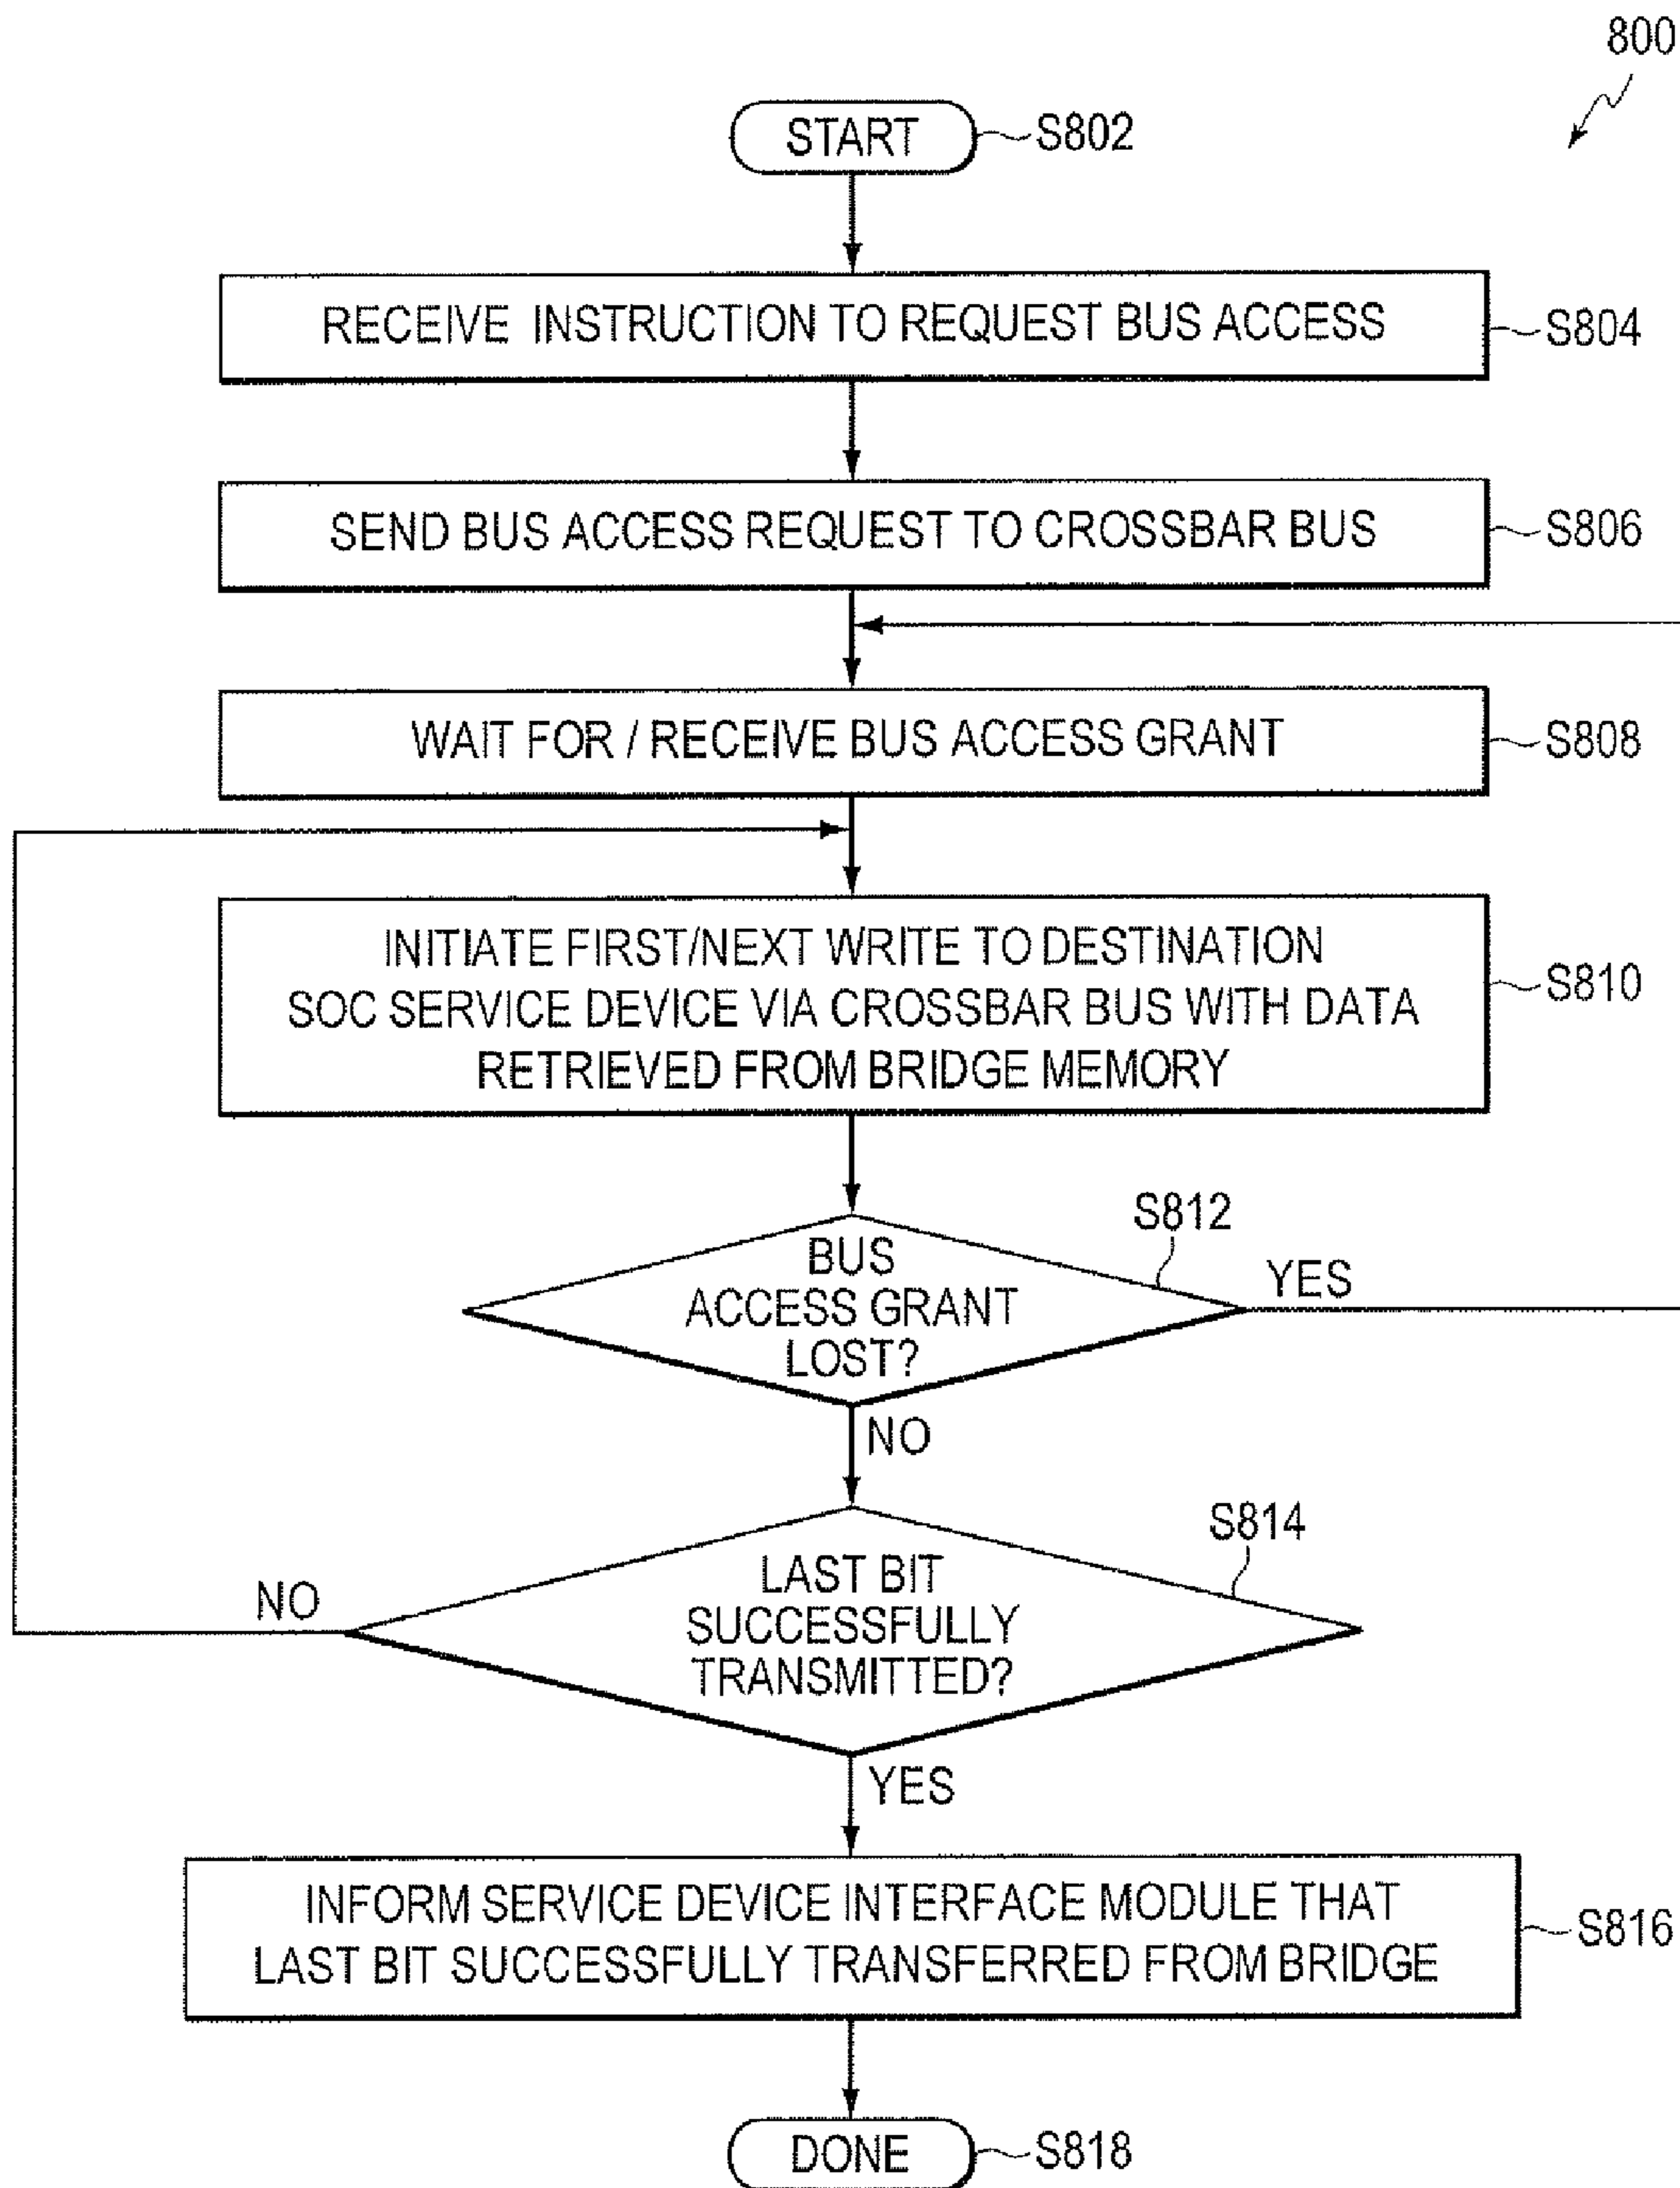 800
START
S802
RECEIVE INSTRUCTION TO REQUEST BUS ACCESS
S804
SEND BUS ACCESS REQUEST TO CROSSBAR BUS
S806
WAIT FOR / RECEIVE BUS ACCESS GRANT
S808
INITIATE FIRST/NEXT WRITE TO DESTINATION
SOC SERVICE DEVICE VIA CROSSBAR BUS WITH DATA
RETRIEVED FROM BRIDGE MEMORY
S810
BUS
ACCESS GRANT
LOST?
S812
YES
NO
LAST BIT
SUCCESSFULLY
TRANSMITTED?
S814
NO
YES
INFORM SERVICE DEVICE INTERFACE MODULE THAT
LAST BIT SUCCESSFULLY TRANSFERRED FROM BRIDGE
S816
DONE
S818